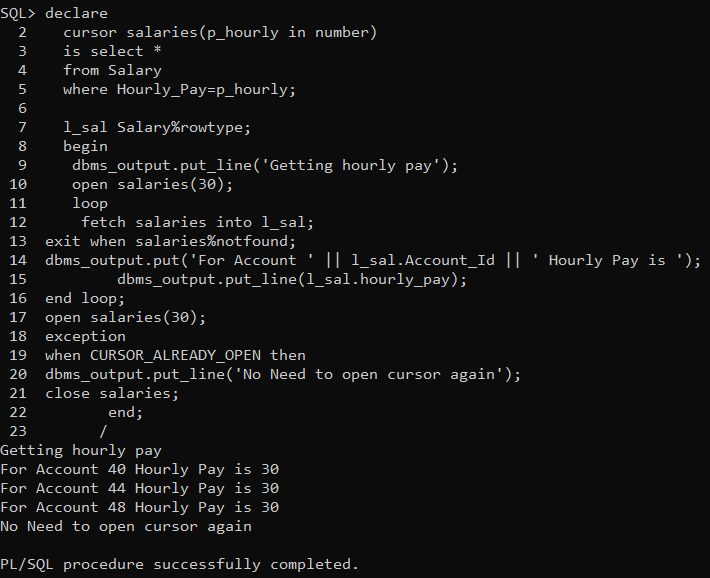 SQL> declare
  2    cursor salaries(p_hourly in number)
  3    is select *
  4    from Salary
  5    where Hourly_Pay=p_hourly;
  6
  7    l_sal Salary%rowtype;
  8    begin
  9     dbms_output.put_line('Getting hourly pay');
 10     open salaries(30);
 11     loop
 12      fetch salaries into l_sal;
 13  exit when salaries%notfound;
 14  dbms_output.put('For Account ' || l_sal.Account_Id || ' Hourly Pay is ');
 15          dbms_output.put_line(l_sal.hourly_pay);
 16  end loop;
 17  open salaries(30);
 18  exception
 19  when CURSOR_ALREADY_OPEN then
 20  dbms_output.put_line('No Need to open cursor again');
 21  close salaries;
 22         end;
 23        /
Getting hourly pay
For Account 40 Hourly Pay is 30
For Account 44 Hourly Pay is 30
For Account 48 Hourly Pay is 30
No Need to open cursor again

PL/SQL procedure successfully completed.